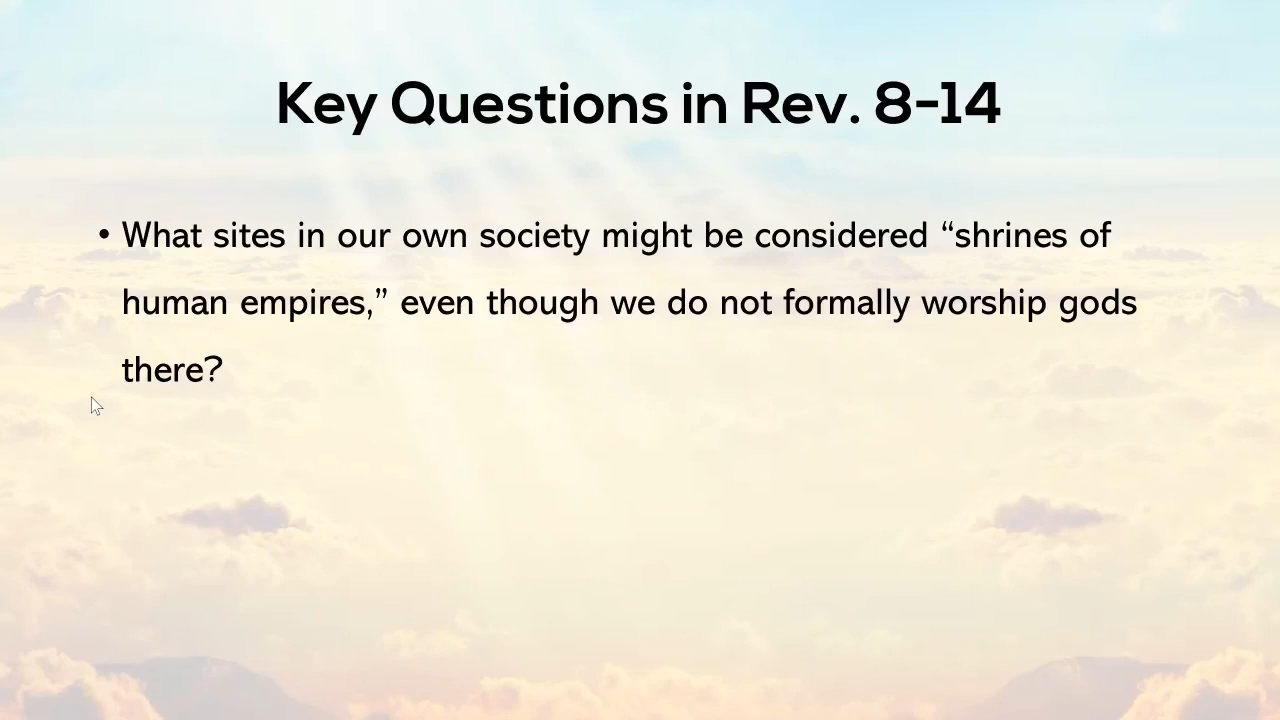 Key Questions in Rev. 8-14
• What sites in our own society might be considered “shrines of
human empires,” even though we do not formally worship gods
there?